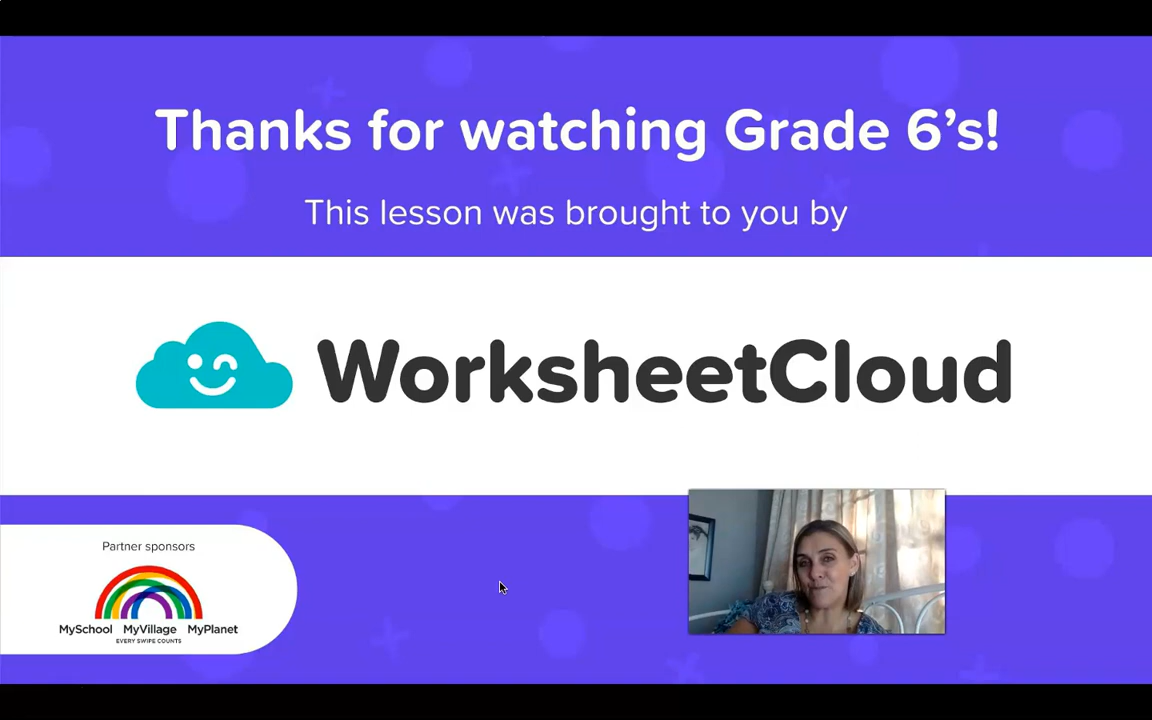 Thanks for watching Grade 6’s!
This lesson was brought to you by
WorksheetCloud
Partner sponsors
MySchool MyVillage MyPlanet
EVERY SWIPE COUNTS